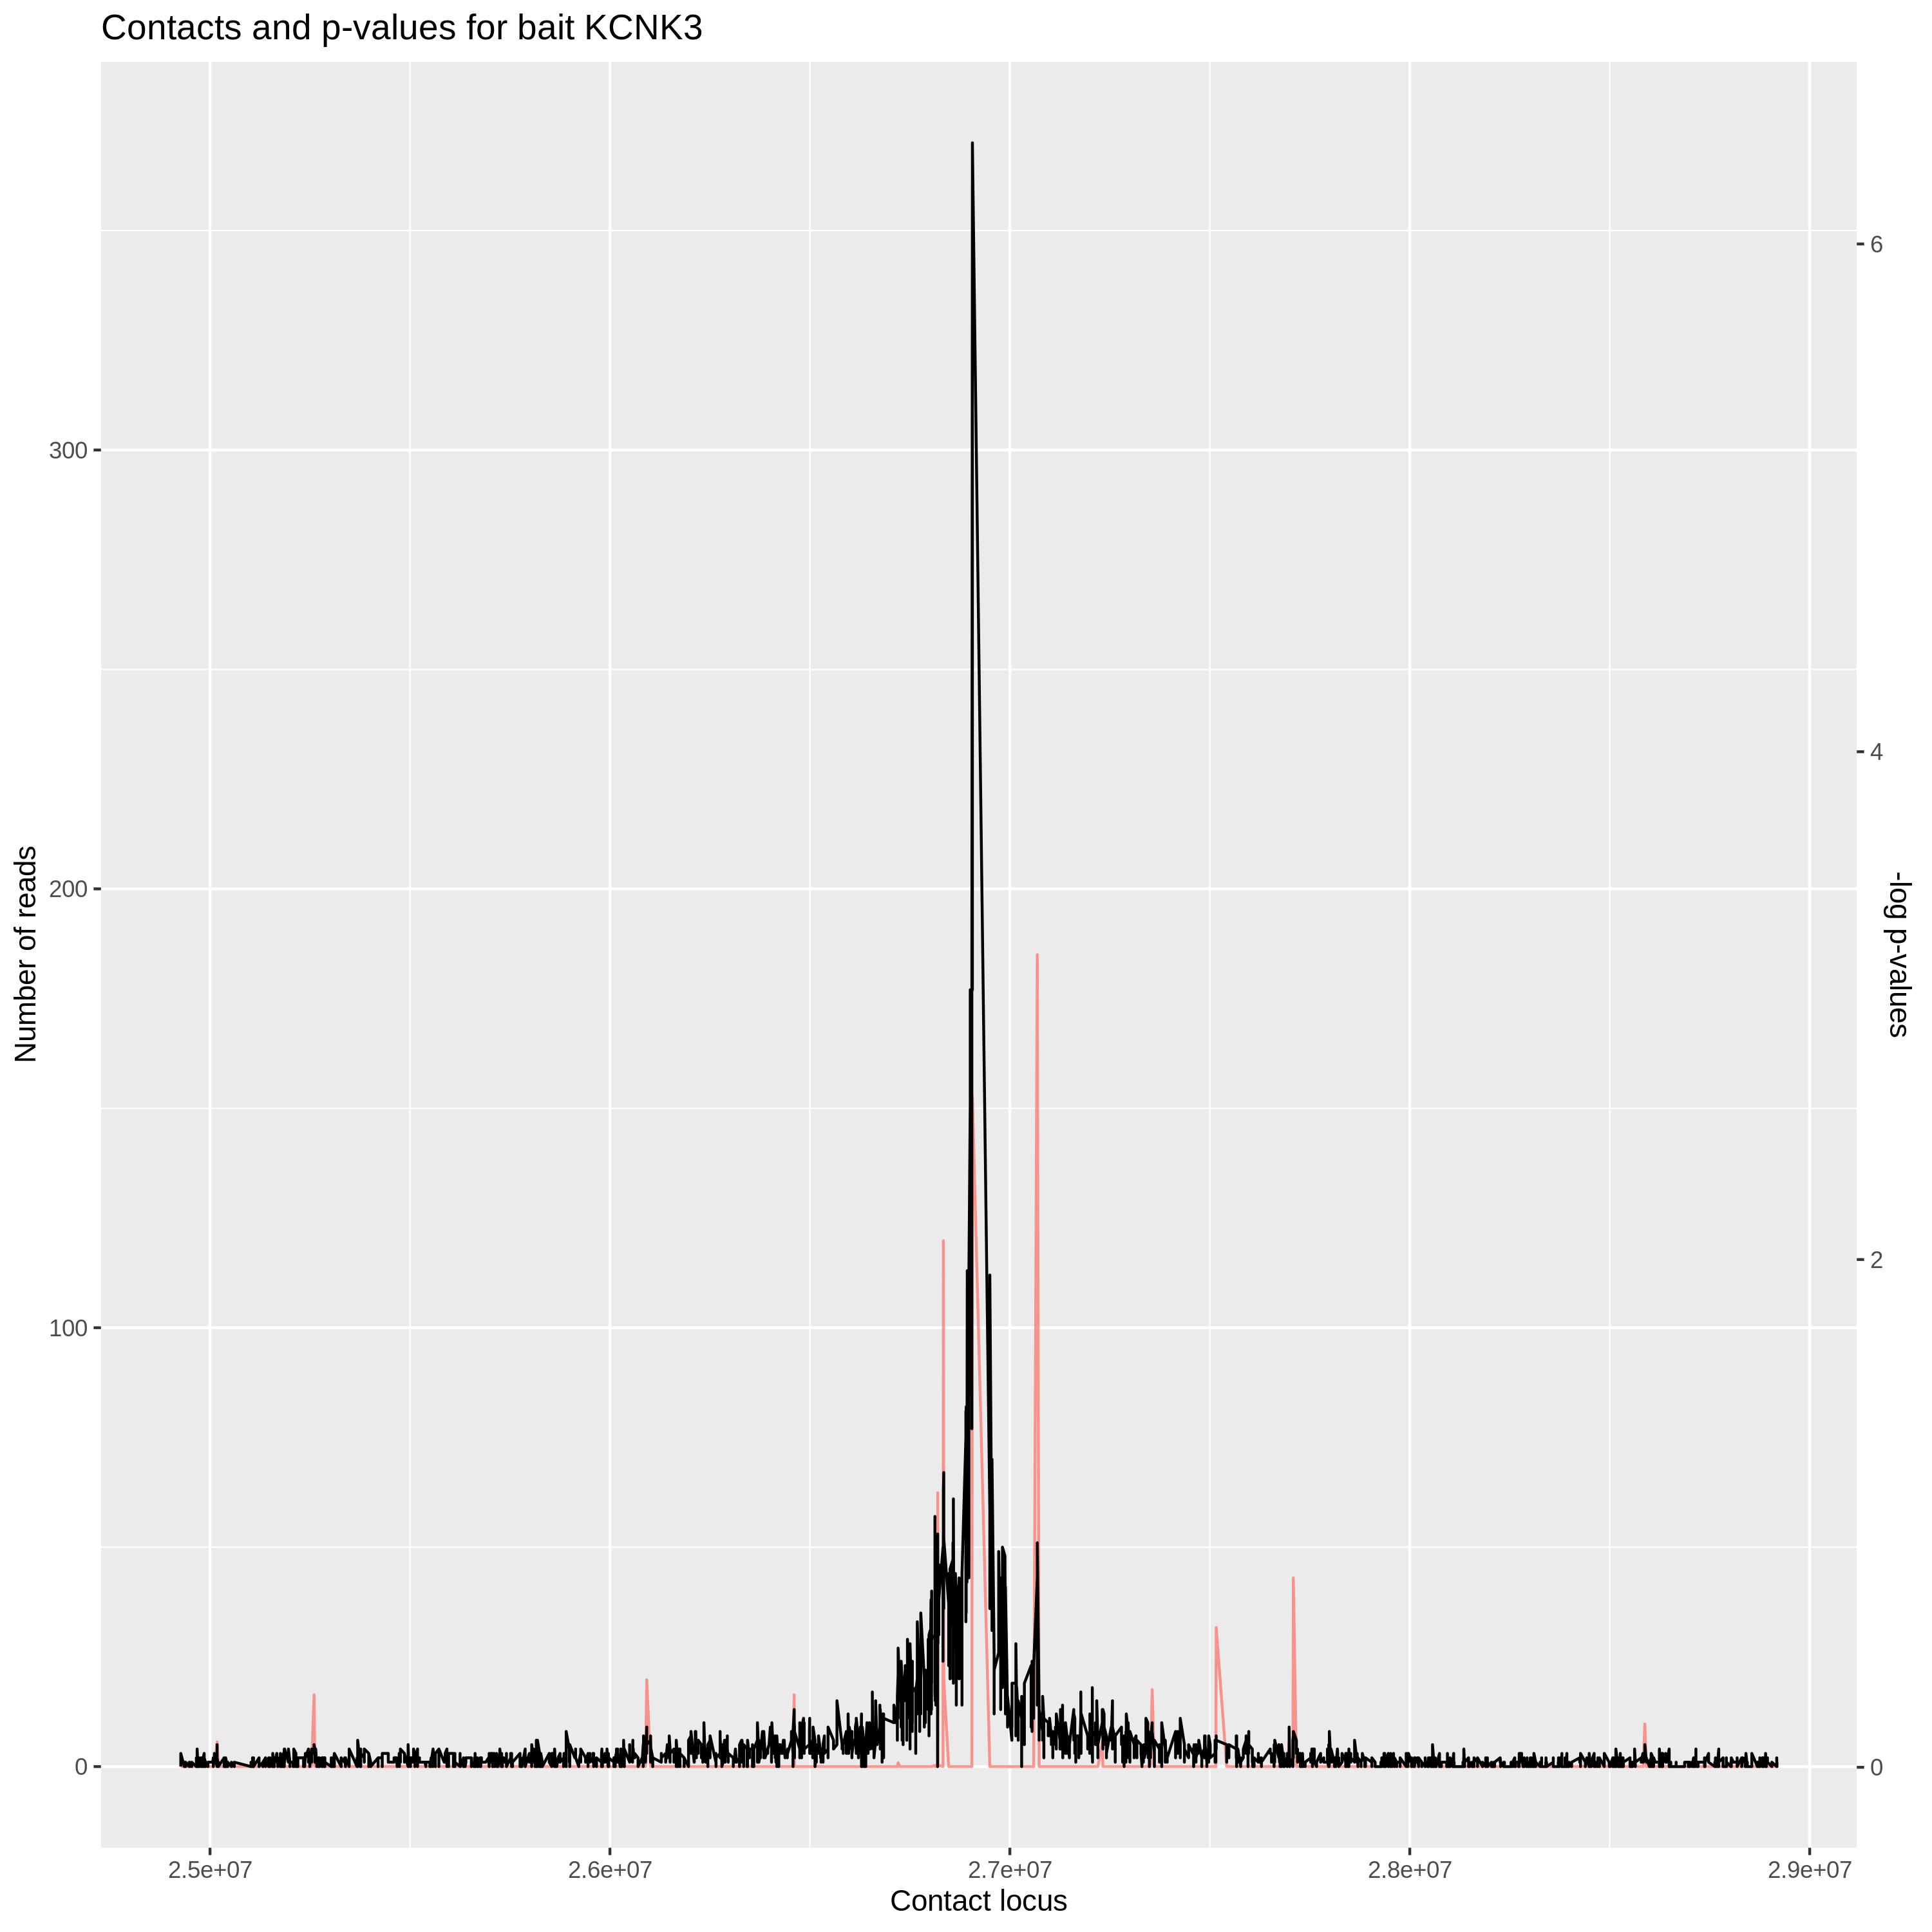 Contacts and p-values for bait KCNK3
Number of reads
300
200
100
0
6
4
2
0
-log p-values
2.5e+07
2.6e+07
2.7e+07
2.8e+07
2.9e+07
Contact locus